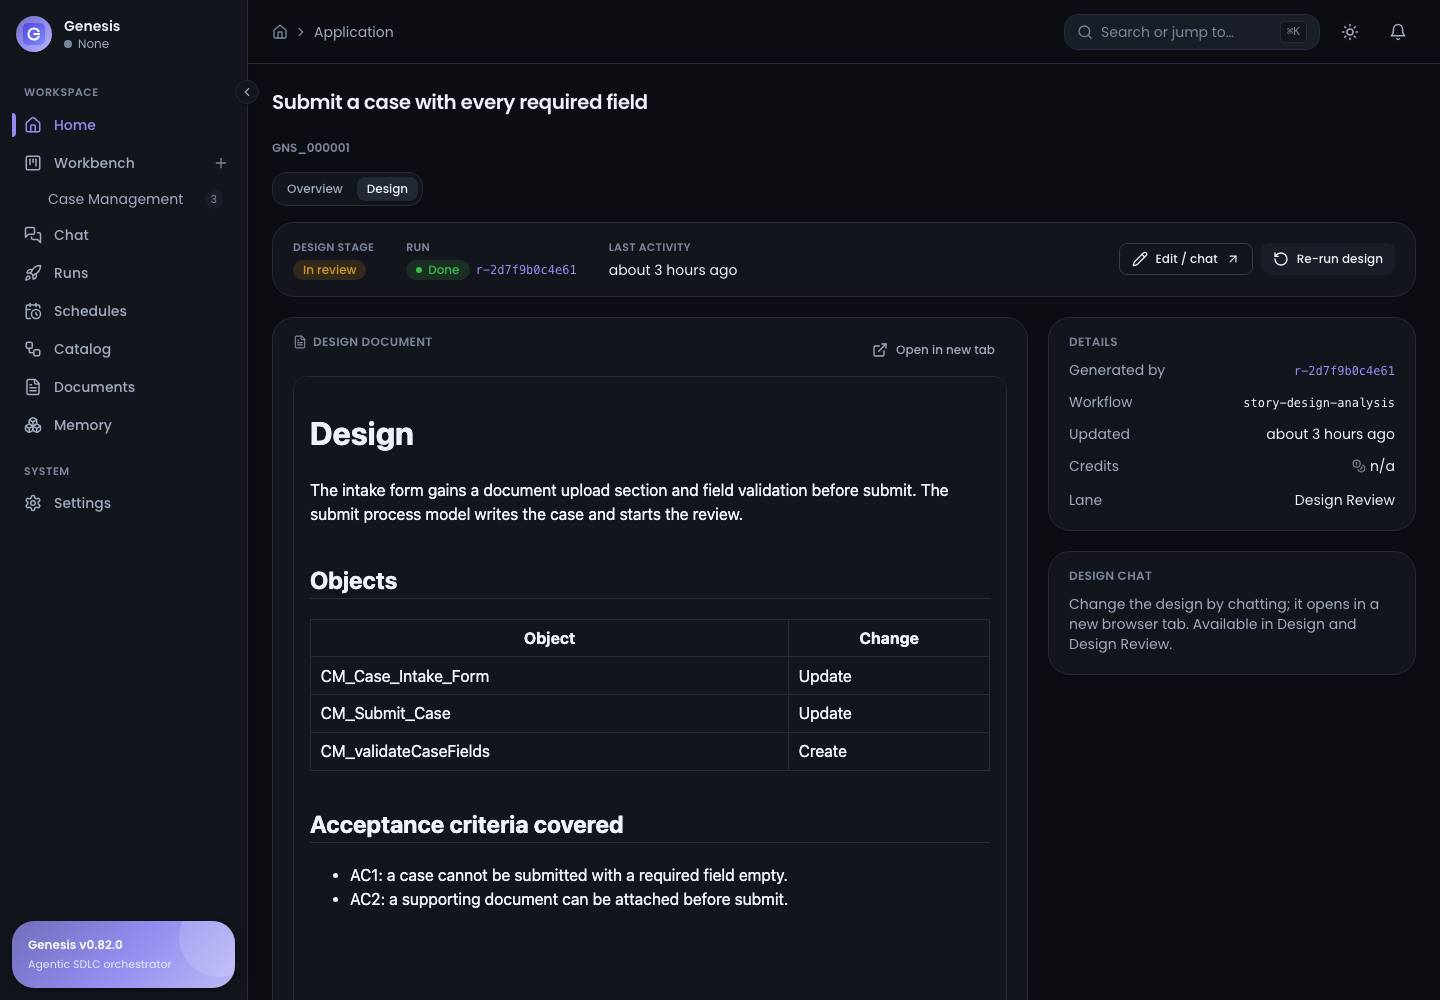 Genesis
None
WORKSPACE
Home
Workbench
Case Management 3
Chat
Runs
Schedules
Catalog
Documents
Memory
SYSTEM
Settings
Genesis v0.82.0
Agentic SDLC orchestrator
Application
Search or jump to...
⌘K
Submit a case with every required field
GNS_000001
Overview Design
DESIGN STAGE RUN LAST ACTIVITY
In review Done r-2d7f9b0c4e61 about 3 hours ago
Edit / chat Re-run design
DESIGN DOCUMENT
Open in new tab
Design
The intake form gains a document upload section and field validation before submit. The
submit process model writes the case and starts the review.
Objects
Object Change
CM_Case_Intake_Form Update
CM_Submit_Case Update
CM_validateCaseFields Create
Acceptance criteria covered
• AC1: a case cannot be submitted with a required field empty.
• AC2: a supporting document can be attached before submit.
DETAILS
Generated by r-2d7f9b0c4e61
Workflow story-design-analysis
Updated about 3 hours ago
Credits n/a
Lane Design Review
DESIGN CHAT
Change the design by chatting; it opens in a
new browser tab. Available in Design and
Design Review.